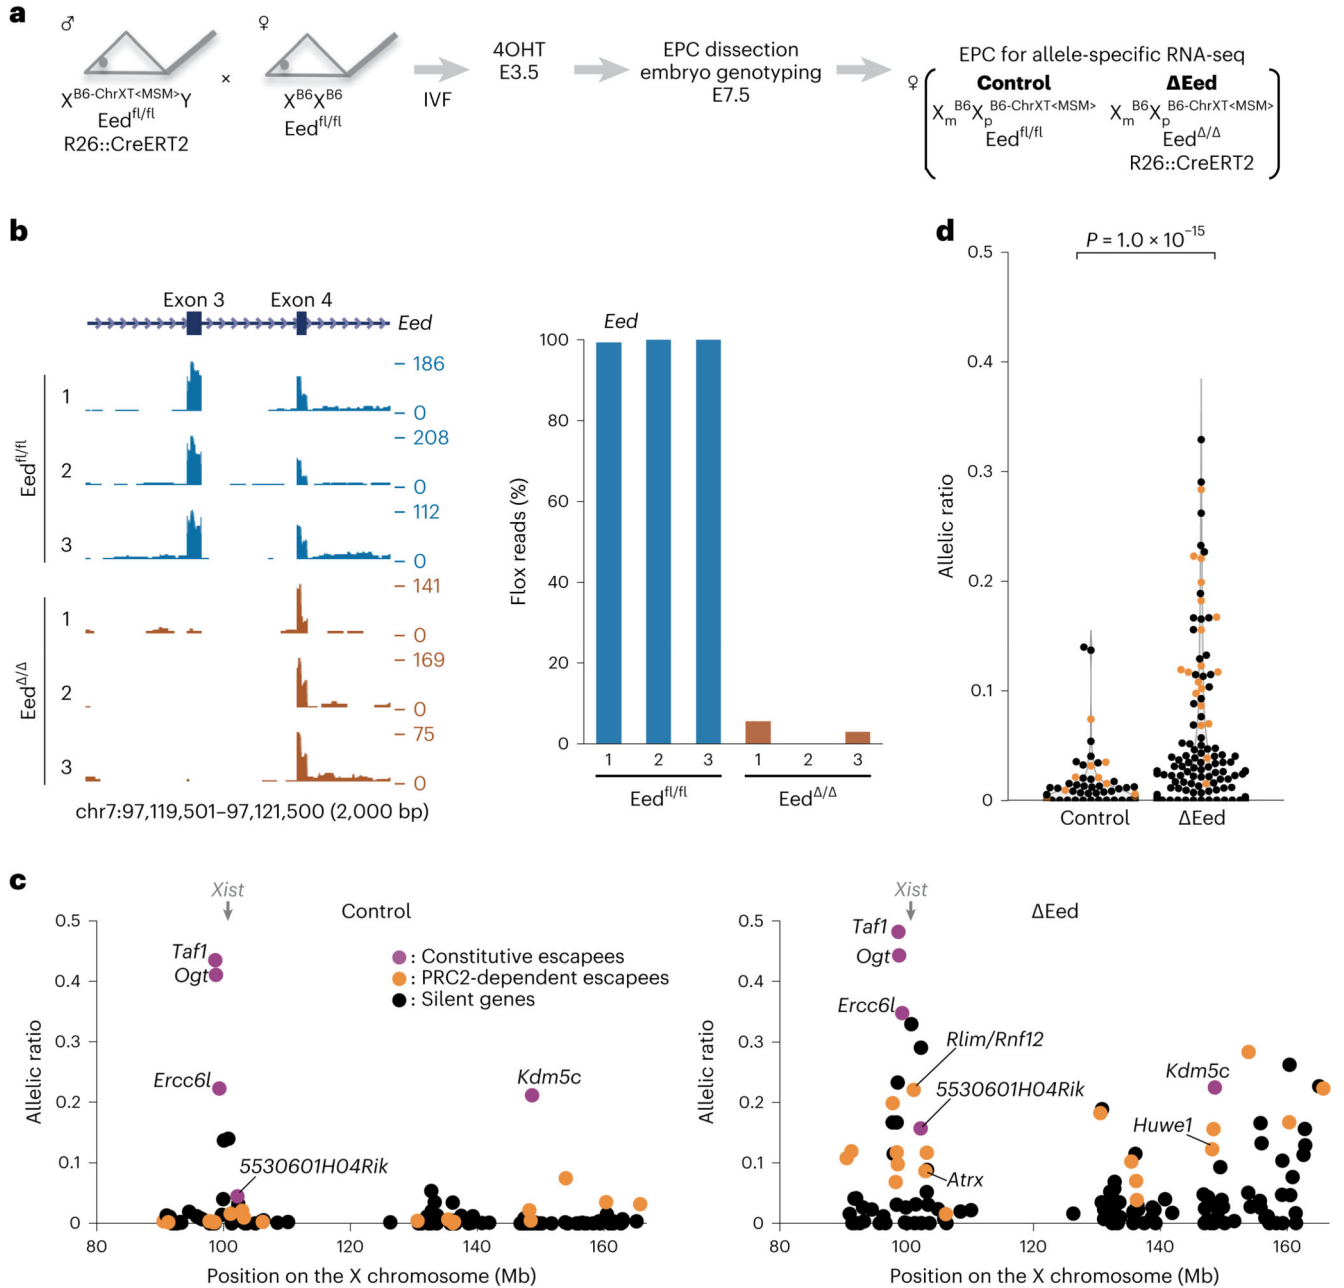 a
♂
♀
×
X^B6-ChrXT<MSM>Y
Eed^fl/fl
R26::CreERT2
X^B6X^B6
Eed^fl/fl
IVF
4OHT
E3.5
EPC dissection
embryo genotyping
E7.5
EPC for allele-specific RNA-seq
♀
Control
X_m^B6X_p^B6-ChrXT<MSM>
Eed^fl/fl
ΔEed
X_m^B6X_p^B6-ChrXT<MSM>
Eed^Δ/Δ
R26::CreERT2
b
Exon 3
Exon 4
Eed
Eed^fl/fl
1
186
0
2
208
0
3
112
0
Eed^Δ/Δ
1
141
0
2
169
0
3
75
0
chr7:97,119,501–97,121,500 (2,000 bp)
Eed
Flox reads (%)
100
80
60
40
20
0
1 2 3 1 2 3
Eed^fl/fl Eed^Δ/Δ
d
P = 1.0 × 10^−15
Allelic ratio
0.5
0.4
0.3
0.2
0.1
0
Control ΔEed
c
Xist
Control
Allelic ratio
0.5
0.4
0.3
0.2
0.1
0
Taf1
Ogt
Ercc6l
5530601H04Rik
Kdm5c
: Constitutive escapees
: PRC2-dependent escapees
: Silent genes
80 100 120 140 160
Position on the X chromosome (Mb)
Xist
ΔEed
Allelic ratio
0.5
0.4
0.3
0.2
0.1
0
Taf1
Ogt
Ercc6l
Rlim/Rnf12
5530601H04Rik
Atrx
Kdm5c
Huwe1
80 100 120 140 160
Position on the X chromosome (Mb)